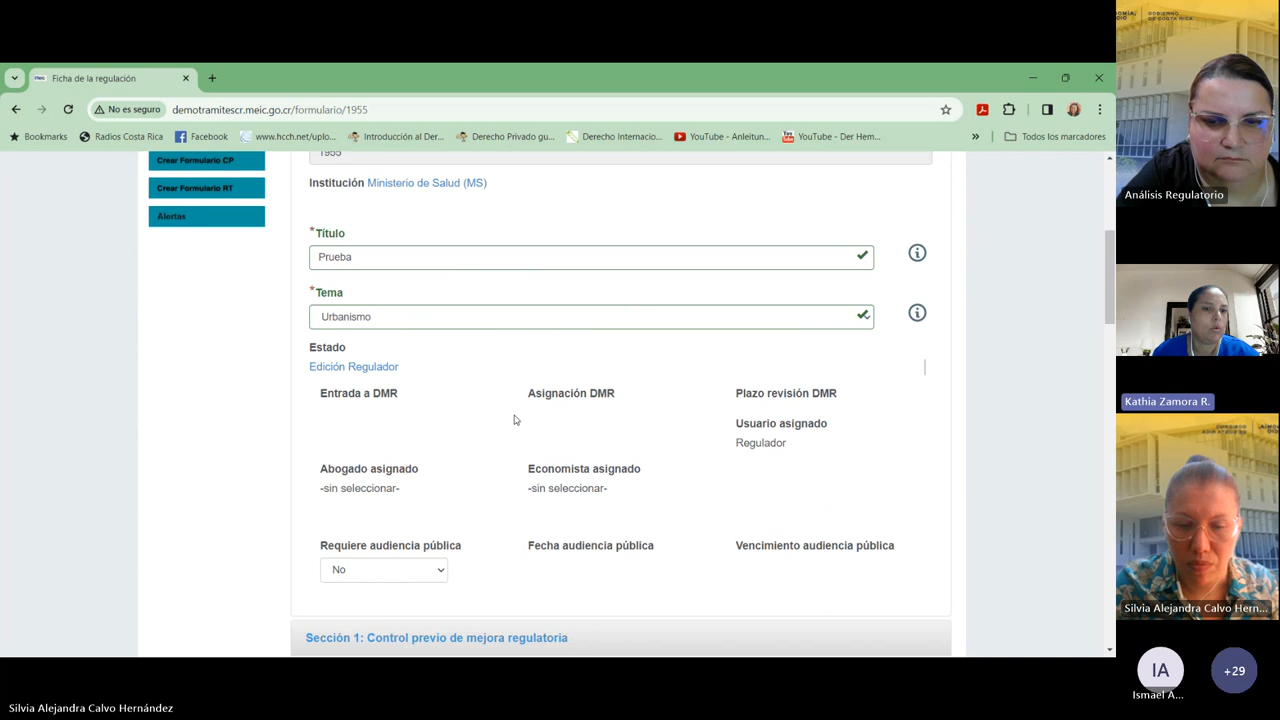 Ficha de la regulación
No es seguro
demotramitescr.meic.go.cr/formulario/1955
Bookmarks
Radios Costa Rica
Facebook
www.hcch.net/uplo...
Introducción al Der...
Derecho Privado gu...
Derecho Internacio...
YouTube - Anleitun...
YouTube - Der Hem...
»
Todos los marcadores
Crear Formulario CP
Crear Formulario RT
Alertas
1955
Institución Ministerio de Salud (MS)
*Título
Prueba
*Tema
Urbanismo
Estado
Edición Regulador
Entrada a DMR
Asignación DMR
Plazo revisión DMR
Usuario asignado
Regulador
Abogado asignado
Economista asignado
-sin seleccionar-
-sin seleccionar-
Requiere audiencia pública
Fecha audiencia pública
Vencimiento audiencia pública
No
Sección 1: Control previo de mejora regulatoria
GOBIERNO
DE COSTA RICA
Análisis Regulatorio
Kathia Zamora R.
Silvia Alejandra Calvo Hern...
IA
+29
Ismael A...
Silvia Alejandra Calvo Hernández